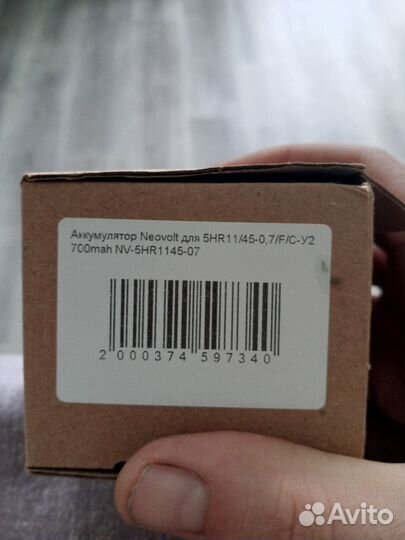 Аккумулятор Neovolt для 5HR11/45-0,7/F/C-У2
700mah NV-5HR1145-07
2 000374 597340
Avito